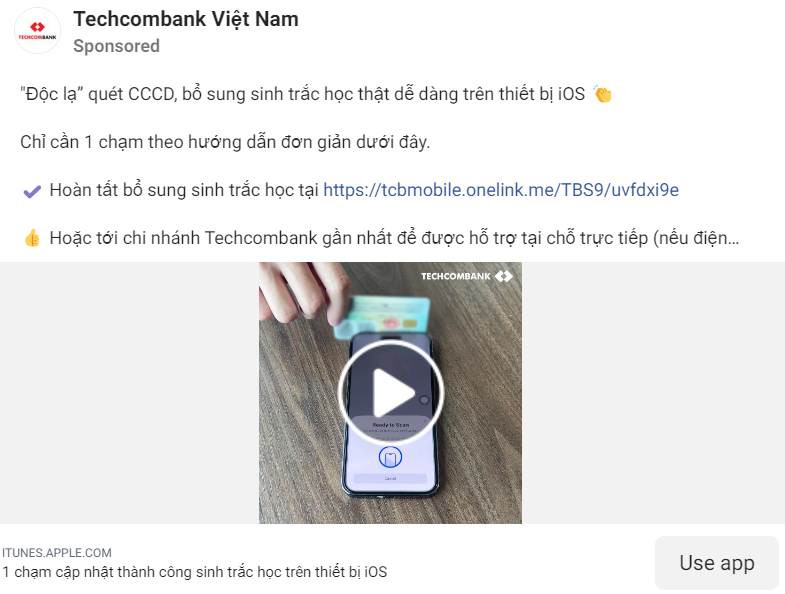 Techcombank Việt Nam
TECHCOMBANK
Sponsored
"Độc lạ” quét CCCD, bổ sung sinh trắc học thật dễ dàng trên thiết bị iOS 👏
Chỉ cần 1 chạm theo hướng dẫn đơn giản dưới đây.
✔ Hoàn tất bổ sung sinh trắc học tại https://tcbmobile.onelink.me/TBS9/uvfdxi9e
👍 Hoặc tới chi nhánh Techcombank gần nhất để được hỗ trợ tại chỗ trực tiếp (nếu điện...
TECHCOMBANK
Ready to Scan
Cancel
ITUNES.APPLE.COM
1 chạm cập nhật thành công sinh trắc học trên thiết bị iOS
Use app